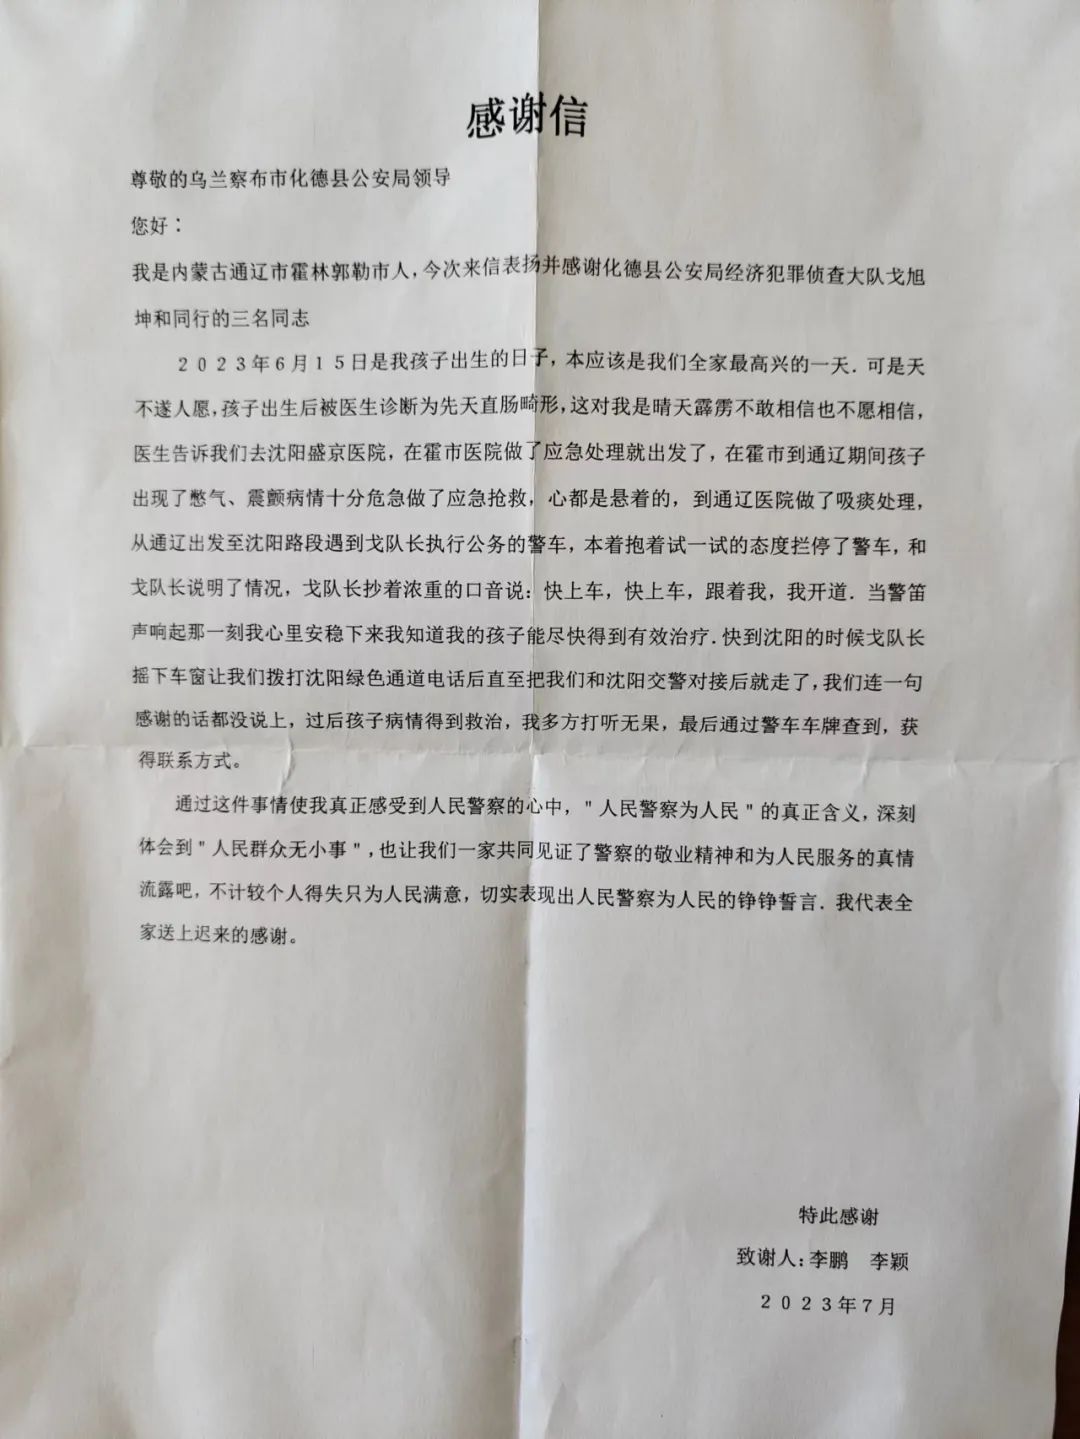 感谢信
尊敬的乌兰察布市化德县公安局领导
您好：
我是内蒙古通辽市霍林郭勒市人，今次来信表扬并感谢化德县公安局经济犯罪侦查大队戈旭
坤和同行的三名同志
2023年6月15日是我孩子出生的日子，本应该是我们全家最高兴的一天．可是天
不遂人愿，孩子出生后被医生诊断为先天直肠畸形，这对我是晴天霹雳不敢相信也不愿相信，
医生告诉我们去沈阳盛京医院，在霍市医院做了应急处理就出发了，在霍市到通辽期间孩子
出现了憋气、震颤病情十分危急做了应急抢救，心都是悬着的，到通辽医院做了吸痰处理，
从通辽出发至沈阳路段遇到戈队长执行公务的警车，本着抱着试一试的态度拦停了警车，和
戈队长说明了情况，戈队长抄着浓重的口音说：快上车，快上车，跟着我，我开道．当警笛
声响起那一刻我心里安稳下来我知道我的孩子能尽快得到有效治疗．快到沈阳的时候戈队长
摇下车窗让我们拨打沈阳绿色通道电话后直至把我们和沈阳交警对接后就走了，我们连一句
感谢的话都没说上，过后孩子病情得到救治，我多方打听无果，最后通过警车车牌查到，获
得联系方式。
通过这件事情使我真正感受到人民警察的心中，"人民警察为人民"的真正含义，深刻
体会到"人民群众无小事"，也让我们一家共同见证了警察的敬业精神和为人民服务的真情
流露吧，不计较个人得失只为人民满意，切实表现出人民警察为人民的铮铮誓言．我代表全
家送上迟来的感谢。
特此感谢
致谢人：李鹏　李颖
2023年7月